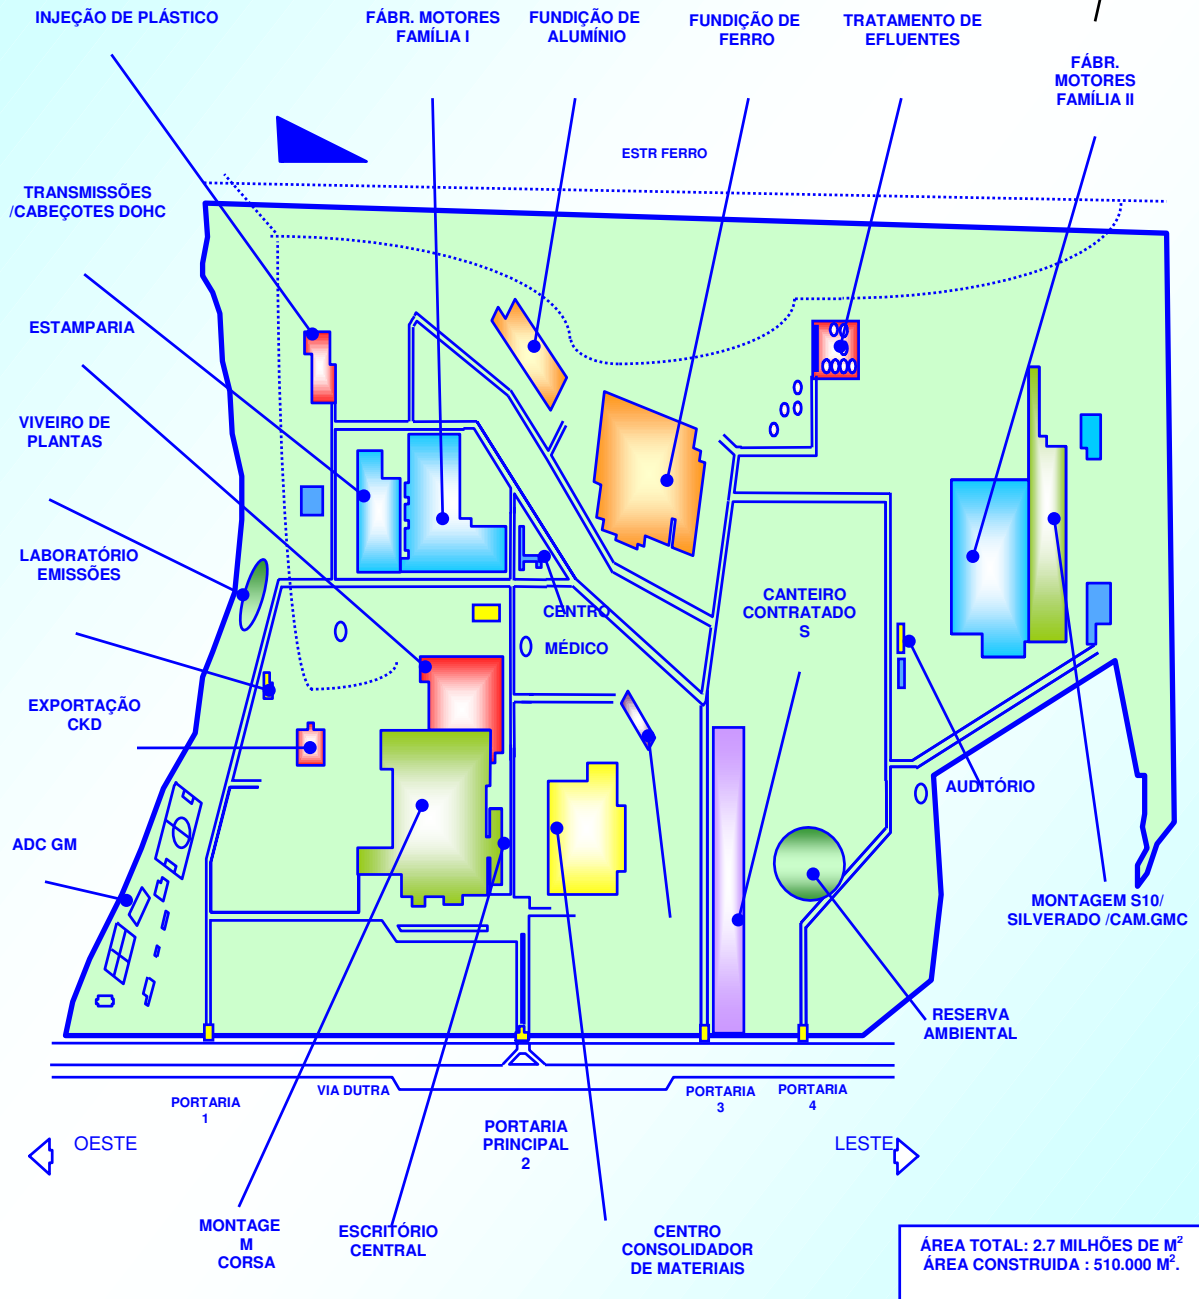 INJEÇÃO DE PLÁSTICO
FÁBR. MOTORES
FAMÍLIA I
FUNDIÇÃO DE
ALUMÍNIO
FUNDIÇÃO DE
FERRO
TRATAMENTO DE
EFLUENTES
FÁBR.
MOTORES
FAMÍLIA II
ESTR FERRO
TRANSMISSÕES
/CABEÇOTES DOHC
ESTAMPARIA
VIVEIRO DE
PLANTAS
LABORATÓRIO
EMISSÕES
CENTRO
MÉDICO
CANTEIRO
CONTRATADO
S
EXPORTAÇÃO
CKD
AUDITÓRIO
ADC GM
MONTAGEM S10/
SILVERADO /CAM.GMC
RESERVA
AMBIENTAL
PORTARIA
1
VIA DUTRA
PORTARIA
PRINCIPAL
2
PORTARIA
3
PORTARIA
4
OESTE
LESTE
MONTAGE
M
CORSA
ESCRITÓRIO
CENTRAL
CENTRO
CONSOLIDADOR
DE MATERIAIS
ÁREA TOTAL: 2.7 MILHÕES DE M²
ÁREA CONSTRUIDA : 510.000 M².